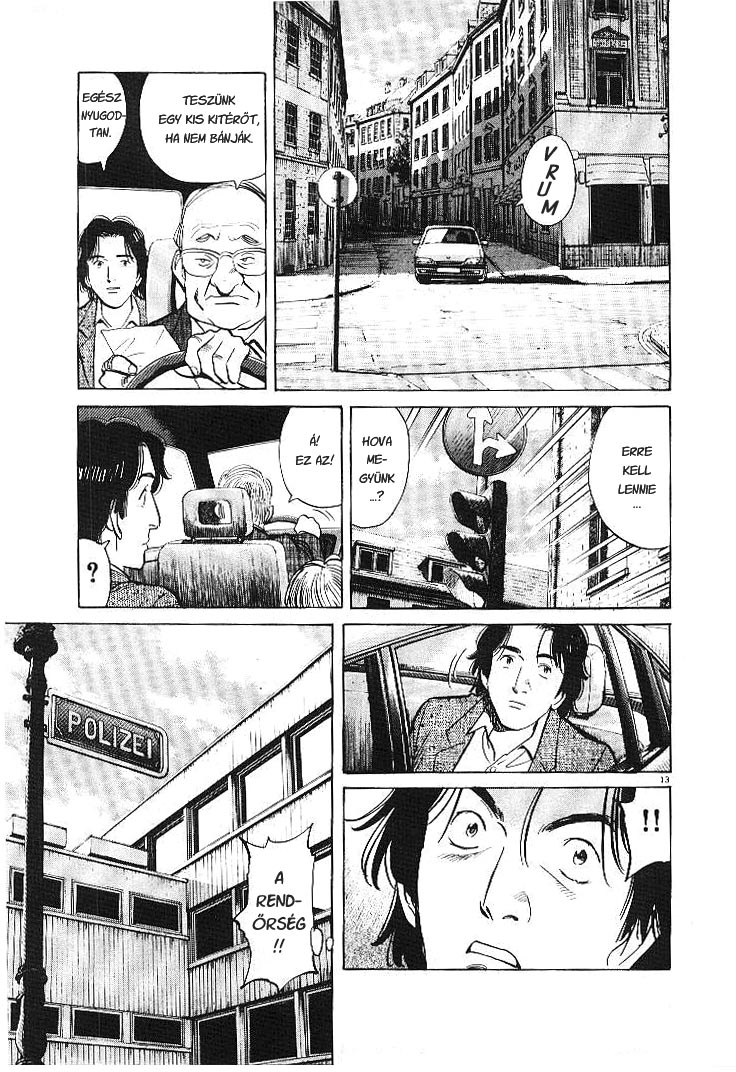 VRUM
TESZÜNK
EGY KIS KITÉRŐT,
HA NEM BÁNJÁK.
EGÉSZ
NYUGOD-
TAN.
ERRE
KELL
LENNIE
...
HOVA
ME-
GYÜNK
...?
Á!
EZ AZ!
?
13
!!
POLIZEI
A
REND-
ŐRSÉG
!!